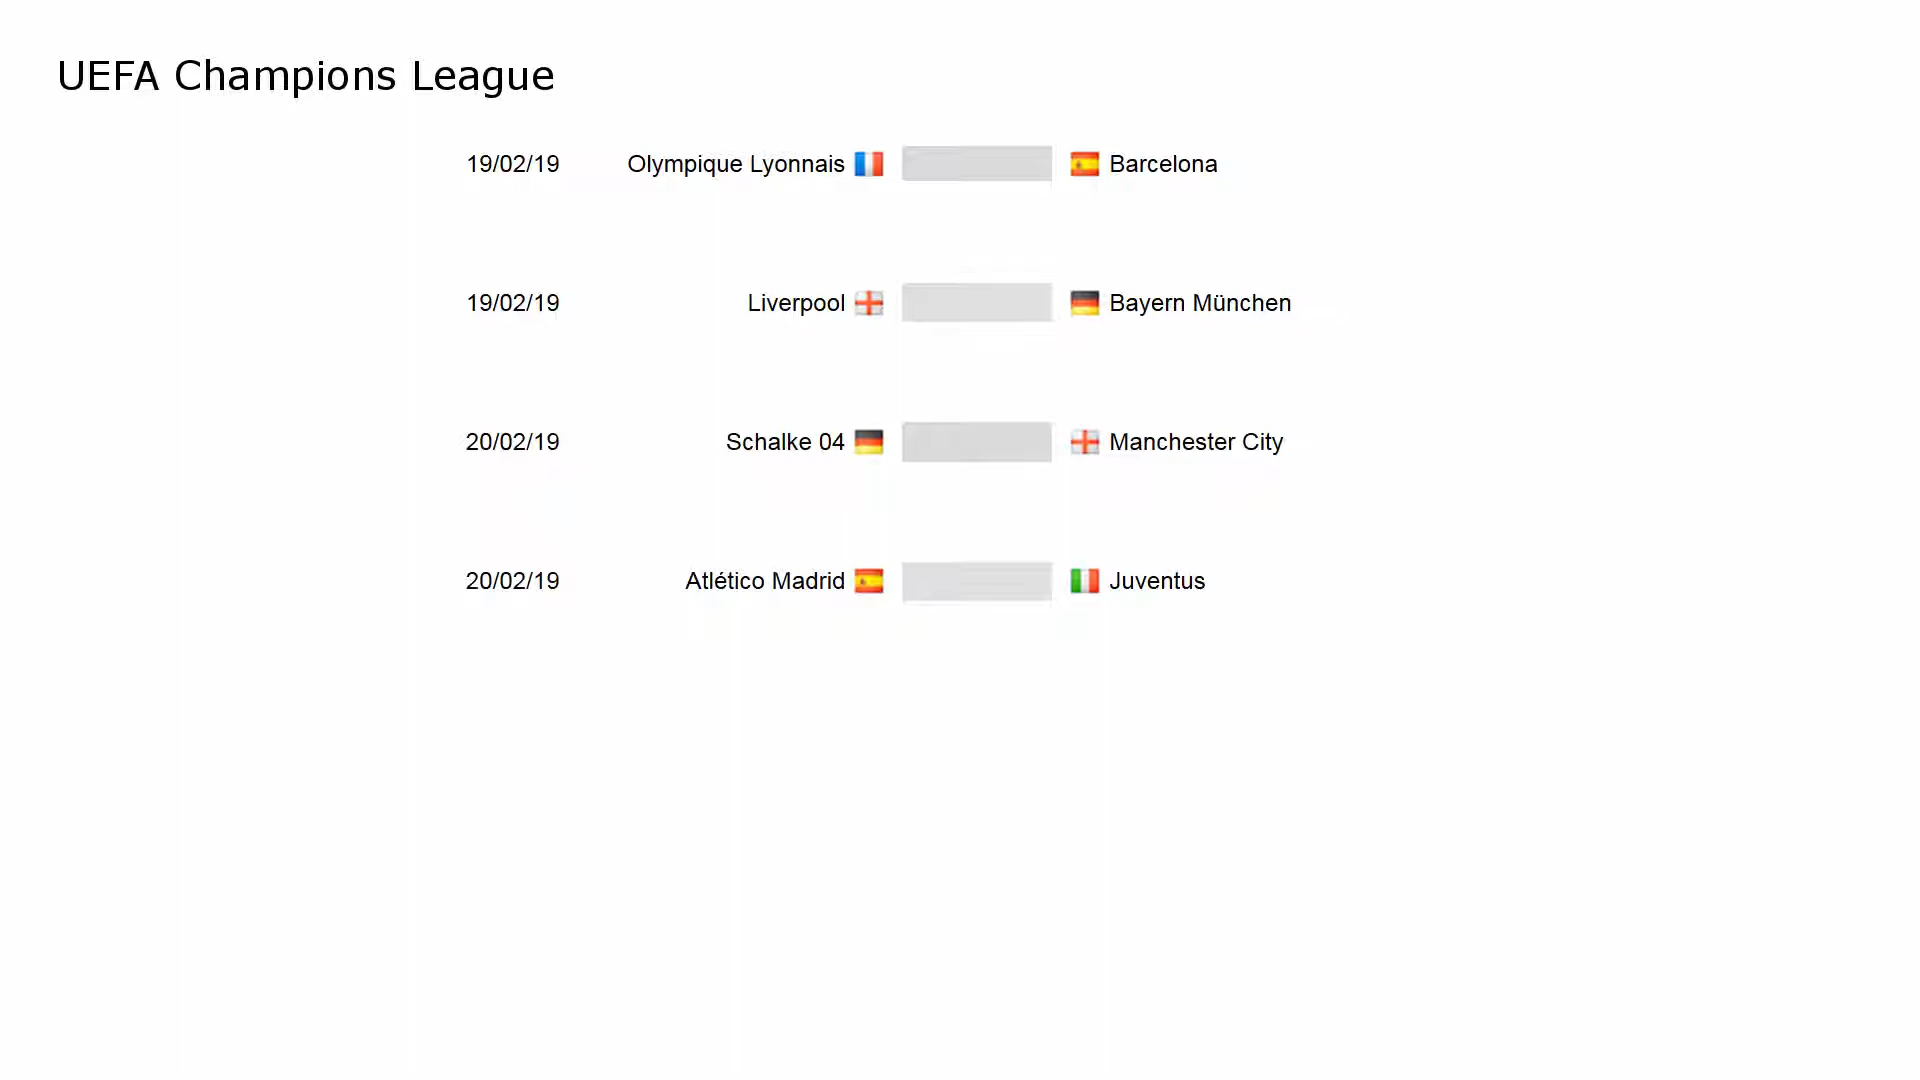 UEFA Champions League
19/02/19 Olympique Lyonnais Barcelona
19/02/19 Liverpool Bayern München
20/02/19 Schalke 04 Manchester City
20/02/19 Atlético Madrid Juventus